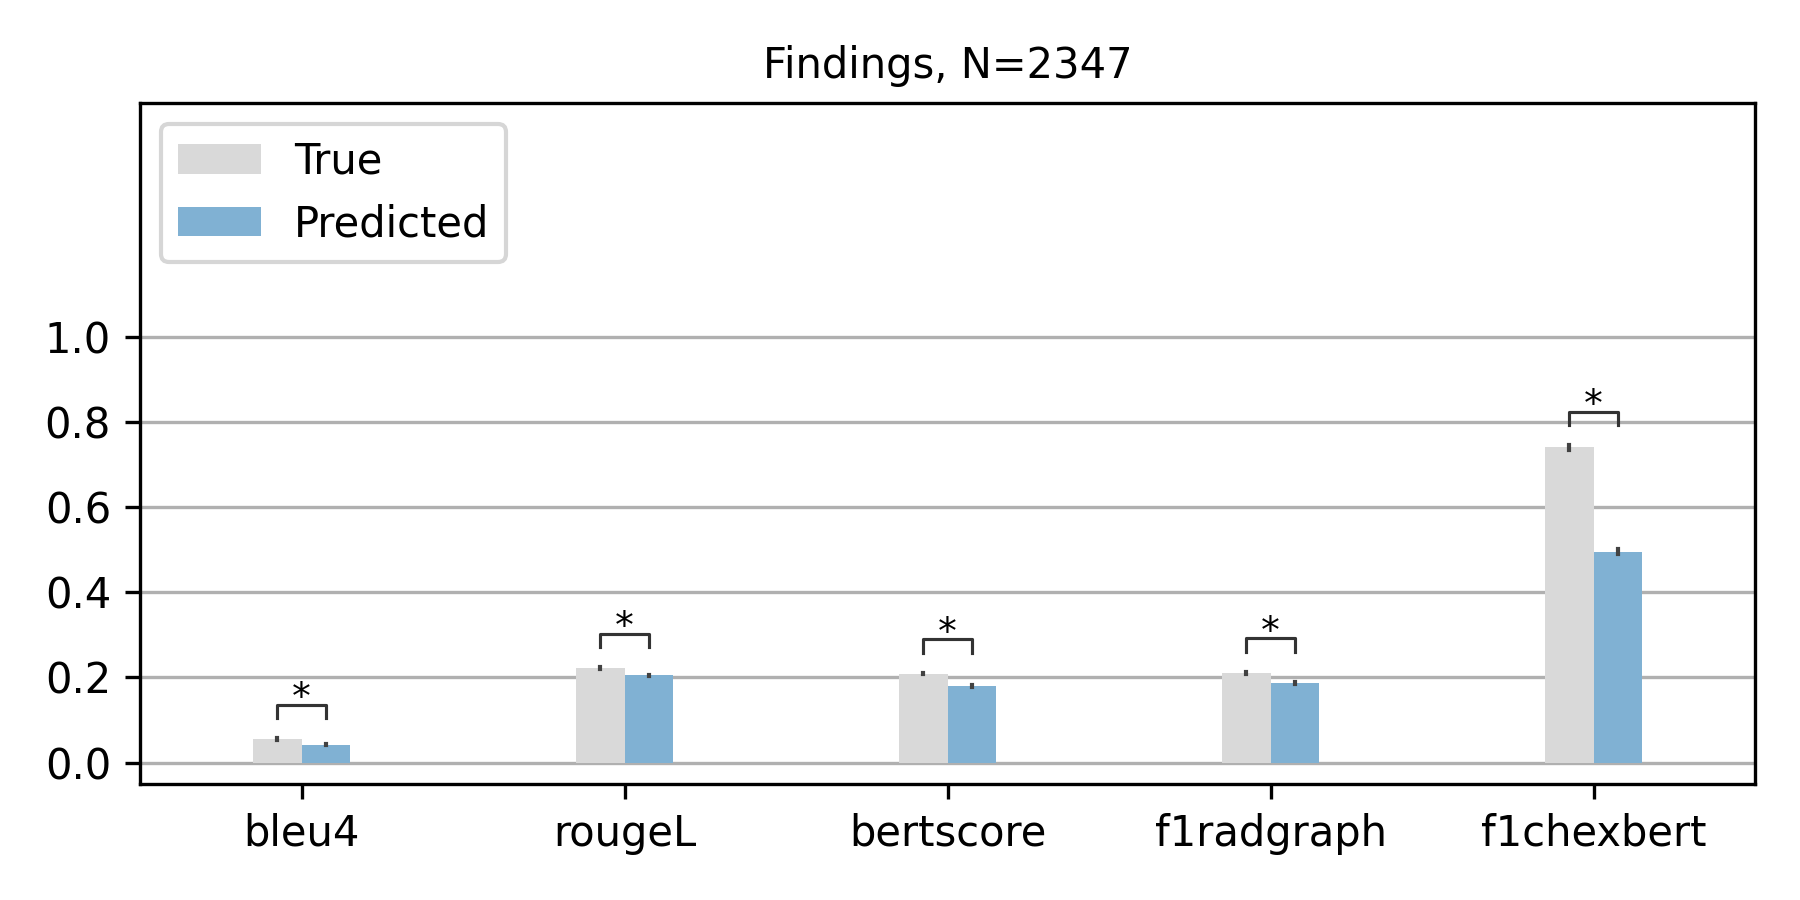 Findings, N=2347
True
Predicted
1.0
0.8
*
0.6
0.4
*
*
*
0.2
*
0.0
bleu4
rougeL
bertscore
f1radgraph
f1chexbert